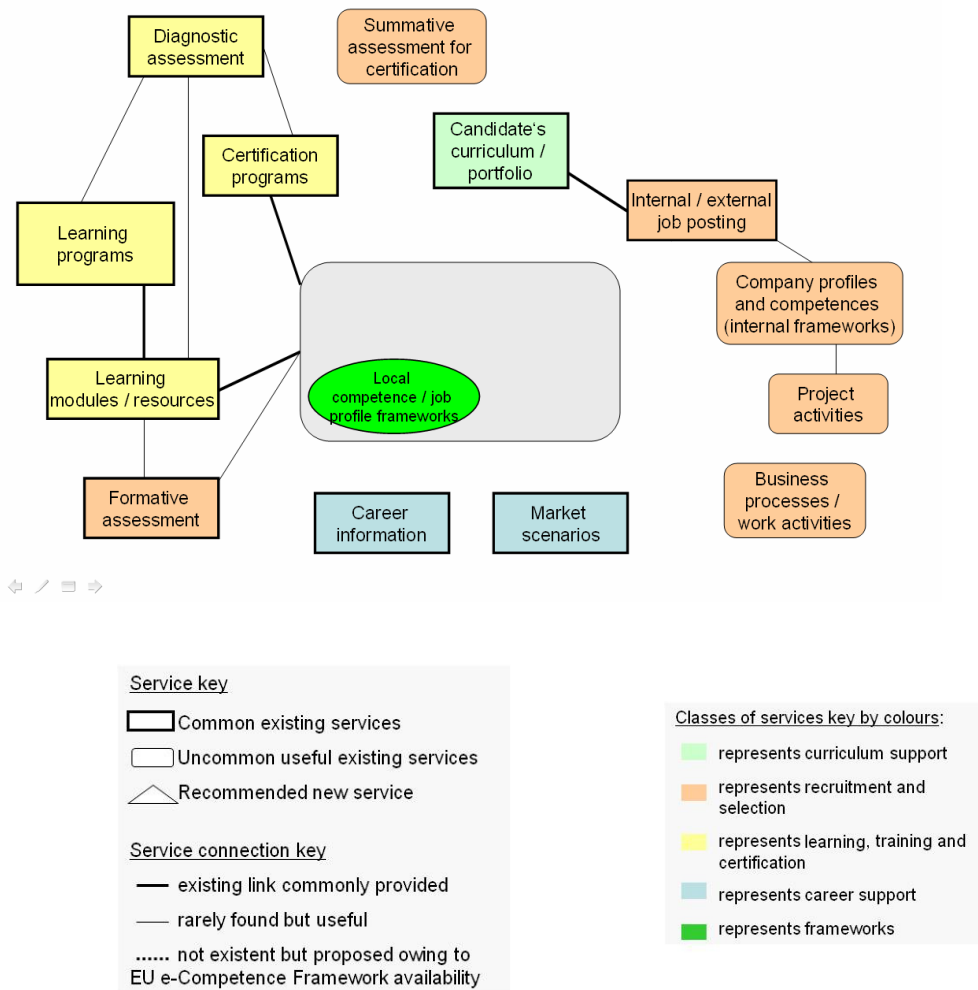 Diagnostic
assessment
Summative
assessment for
certification
Candidate's
curriculum /
portfolio
Certification
programs
Internal / external
job posting
Learning
programs
Company profiles
and competences
(internal frameworks)
Learning
modules / resources
Local
competence / job
profile frameworks
Project
activities
Formative
assessment
Career
information
Market
scenarios
Business
processes /
work activities
Service key
Common existing services
Uncommon useful existing services
Recommended new service
Service connection key
existing link commonly provided
rarely found but useful
not existent but proposed owing to
EU e-Competence Framework availability
Classes of services key by colours:
represents curriculum support
represents recruitment and
selection
represents learning, training and
certification
represents career support
represents frameworks